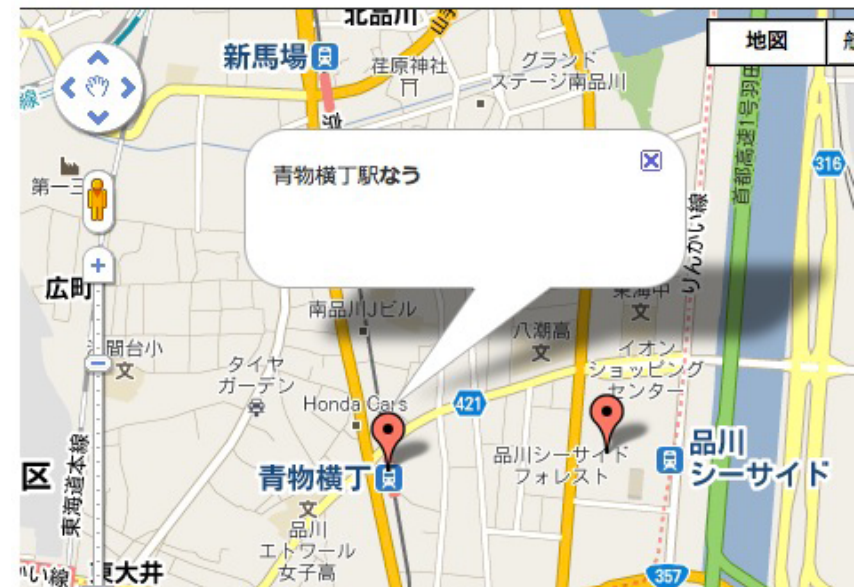 北品川
新馬場
荏原神社
グランド
ステージ南品川
地図
316
首都高速1号羽田
青物横丁駅なう
りんかい線
第一三
広町
南品川Jビル
東海中
八潮高
浅間台小
タイヤ
ガーデン
イオン
ショッピング
センター
Honda Cars
421
東海道本線
区
青物横丁
品川シーサイド
フォレスト
品川
シーサイド
品川
エトワール
女子高
東大井
かい線
357